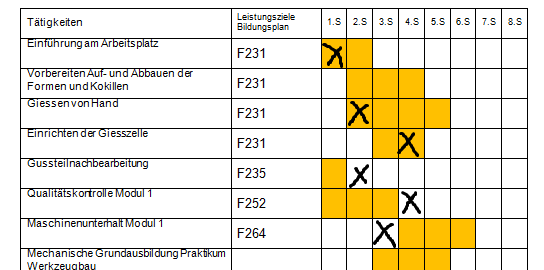 Tätigkeiten Leistungsziele Bildungsplan 1.S 2.S 3.S 4.S 5.S 6.S 7.S 8.S
Einführung am Arbeitsplatz F231 X
Vorbereiten Auf- und Abbauen der
Formen und Kokillen F231
Giessen von Hand F231 X
Einrichten der Giesszelle F231 X
Gussteilnachbearbeitung F235 X
Qualitätskontrolle Modul 1 F252 X
Maschinenunterhalt Modul 1 F264 X
Mechanische Grundausbildung Praktikum
Werkzeugbau